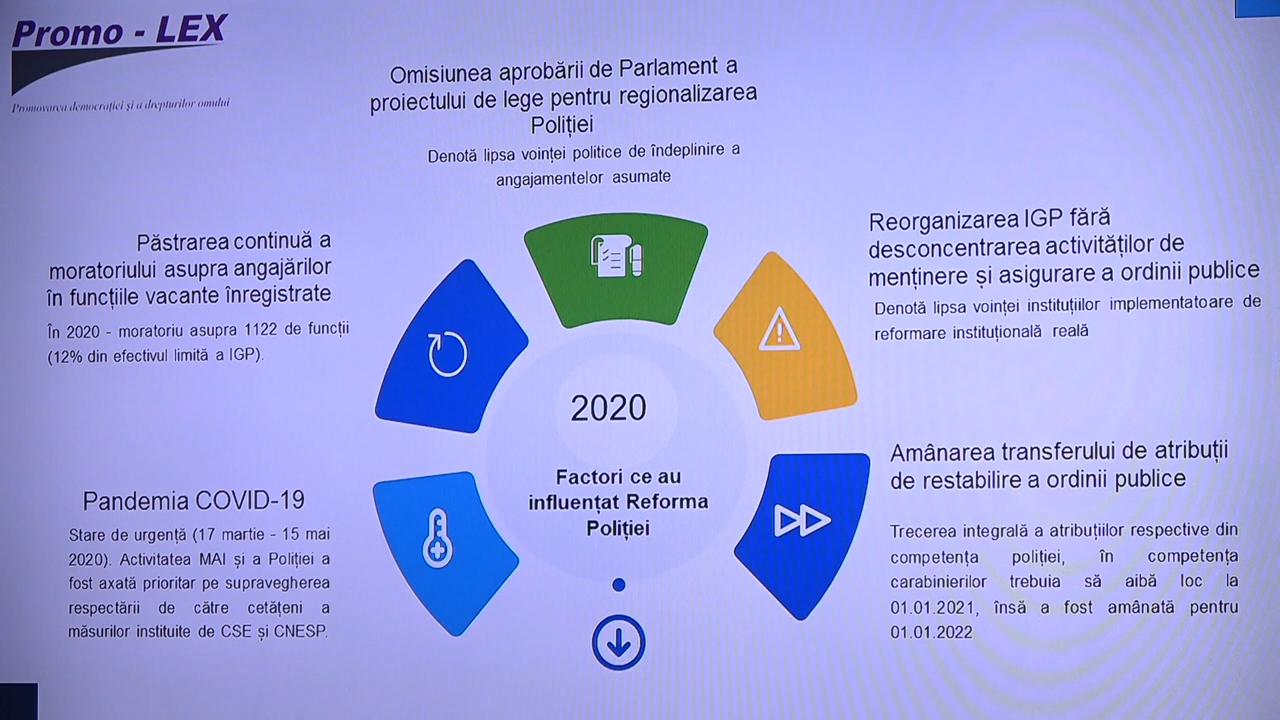 Promo - LEX
Promovarea democrației și a drepturilor omului
Omisiunea aprobării de Parlament a
proiectului de lege pentru regionalizarea
Poliției
Denotă lipsa voinței politice de îndeplinire a
angajamentelor asumate
Păstrarea continuă a
moratoriului asupra angajărilor
în funcțiile vacante înregistrate
În 2020 - moratoriu asupra 1122 de funcții
(12% din efectivul limită a IGP).
Reorganizarea IGP fără
desconcentrarea activităților de
menținere și asigurare a ordinii publice
Denotă lipsa voinței instituțiilor implementatoare de
reformare instituțională reală
2020
Factori ce au
influențat Reforma
Poliției
Pandemia COVID-19
Stare de urgență (17 martie - 15 mai
2020). Activitatea MAI și a Poliției a
fost axată prioritar pe supravegherea
respectării de către cetățeni a
măsurilor instituite de CSE și CNESP.
Amânarea transferului de atribuții
de restabilire a ordinii publice
Trecerea integrală a atribuțiilor respective din
competența poliției, în competența
carabinierilor trebuia să aibă loc la
01.01.2021, însă a fost amânată pentru
01.01.2022